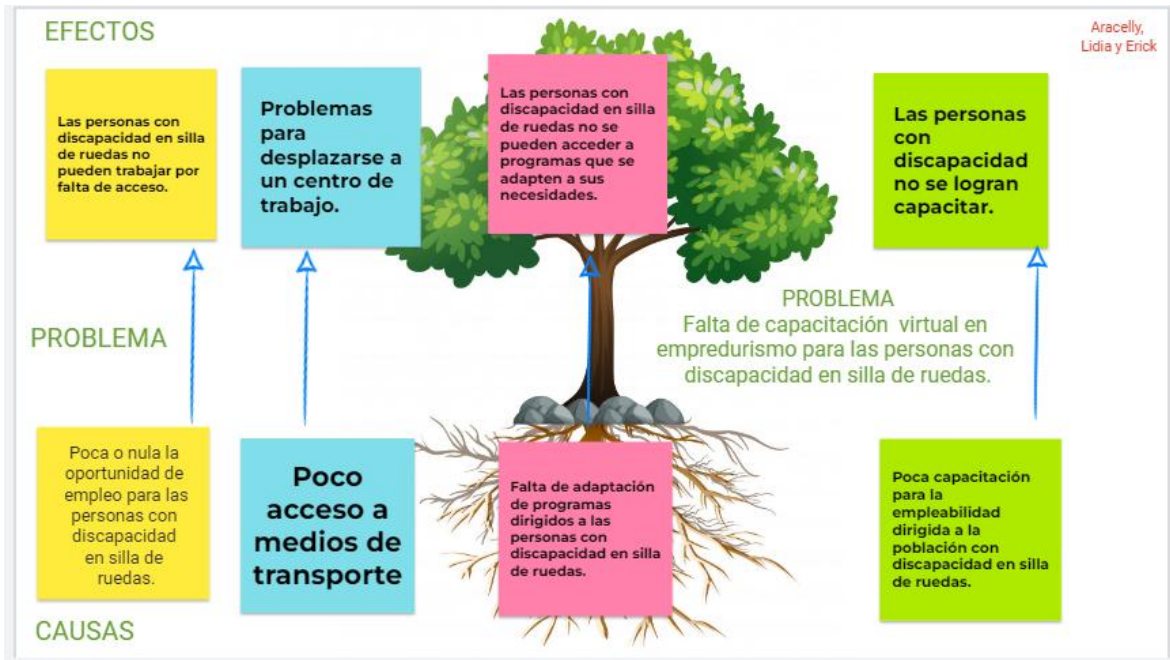 EFECTOS
Aracelly,
Lidia y Erick
Las personas con
discapacidad en silla
de ruedas no
pueden trabajar por
falta de acceso.
Problemas
para
desplazarse a
un centro de
trabajo.
Las personas con
discapacidad en silla
de ruedas no se
pueden acceder a
programas que se
adapten a sus
necesidades.
Las personas
con
discapacidad
no se logran
capacitar.
PROBLEMA
PROBLEMA
Falta de capacitación virtual en
empredurismo para las personas con
discapacidad en silla de ruedas.
Poca o nula la
oportunidad de
empleo para las
personas con
discapacidad
en silla de
ruedas.
Poco
acceso a
medios de
transporte
Falta de adaptación
de programas
dirigidos a las
personas con
discapacidad en silla
de ruedas.
Poca capacitación
para la
empleabilidad
dirigida a la
población con
discapacidad en silla
de ruedas.
CAUSAS